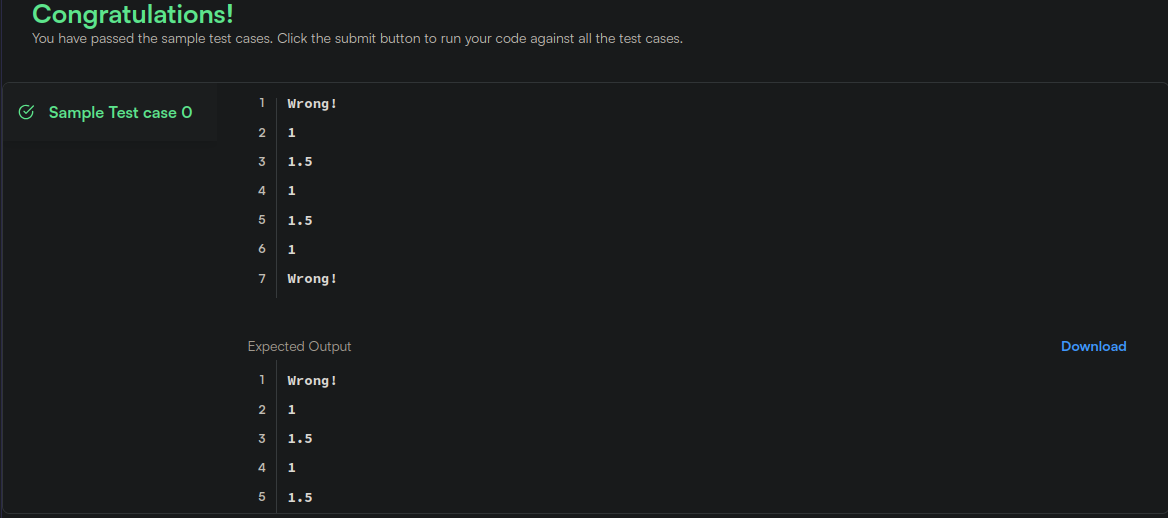 Congratulations!
You have passed the sample test cases. Click the submit button to run your code against all the test cases.
Sample Test case 0
1 Wrong!
2 1
3 1.5
4 1
5 1.5
6 1
7 Wrong!
Expected Output Download
1 Wrong!
2 1
3 1.5
4 1
5 1.5